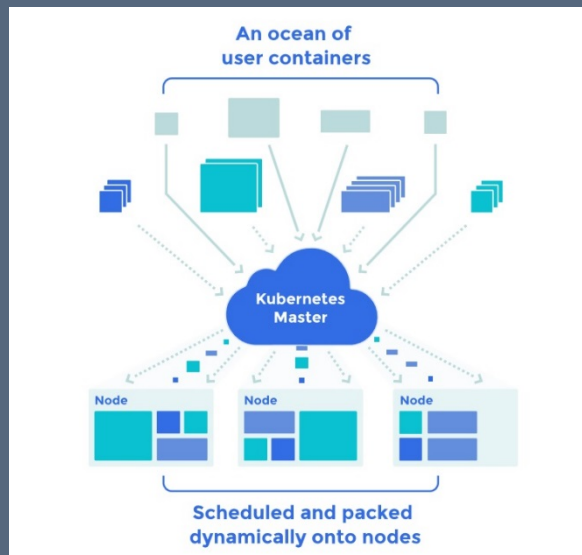 An ocean of
user containers
Kubernetes
Master
Node
Node
Node
Scheduled and packed
dynamically onto nodes